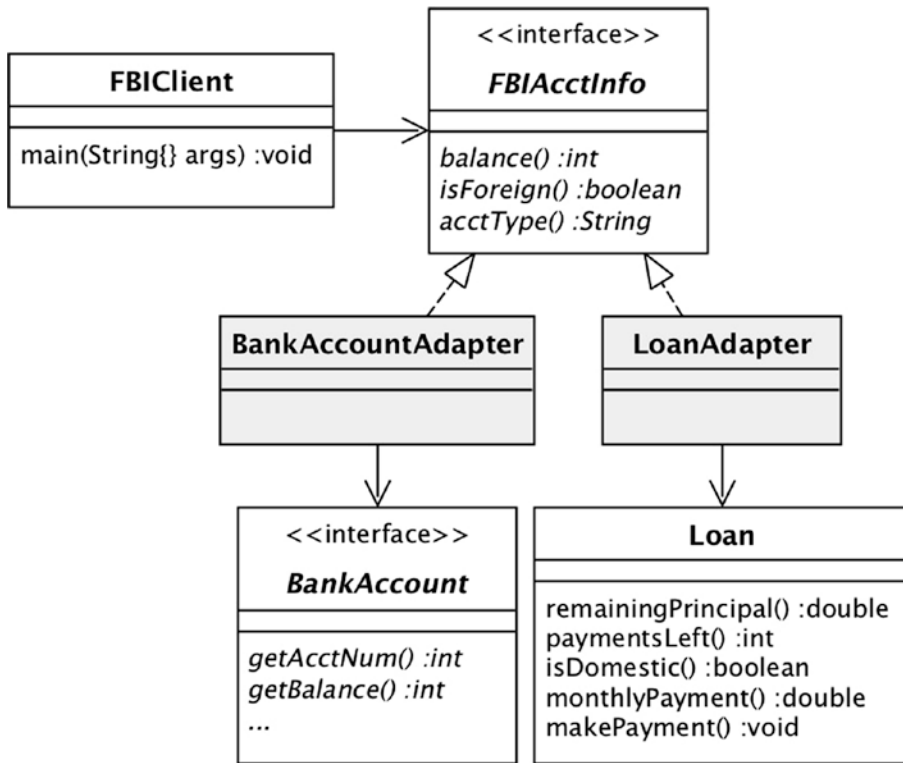 FBIClient
main(String{} args) :void
<<interface>>
FBIAcctInfo
balance() :int
isForeign() :boolean
acctType() :String
BankAccountAdapter
LoanAdapter
<<interface>>
BankAccount
getAcctNum() :int
getBalance() :int
...
Loan
remainingPrincipal() :double
paymentsLeft() :int
isDomestic() :boolean
monthlyPayment() :double
makePayment() :void